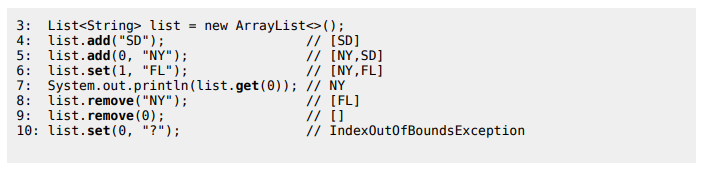 3:  List<String> list = new ArrayList<>();
4:  list.add("SD");                  // [SD]
5:  list.add(0, "NY");               // [NY,SD]
6:  list.set(1, "FL");               // [NY,FL]
7:  System.out.println(list.get(0)); // NY
8:  list.remove("NY");               // [FL]
9:  list.remove(0);                  // []
10: list.set(0, "?");                // IndexOutOfBoundsException